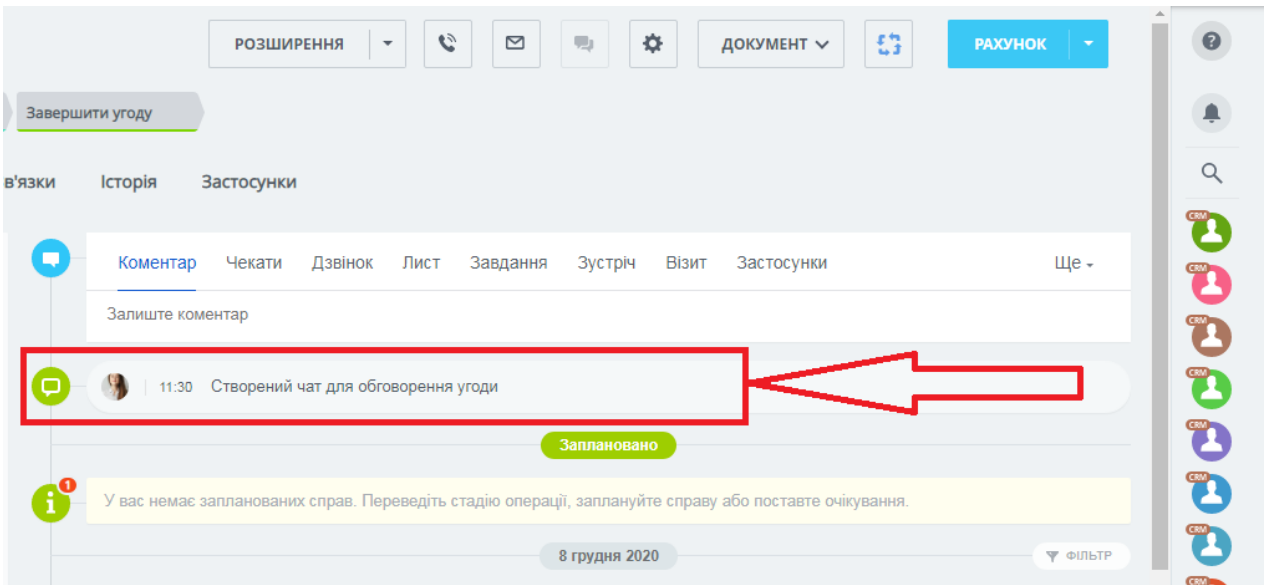 РОЗШИРЕННЯ ДОКУМЕНТ РАХУНОК
Завершити угоду
в'язки Історія Застосунки
Коментар Чекати Дзвінок Лист Завдання Зустріч Візит Застосунки Ще
Залиште коментар
11:30 Створений чат для обговорення угоди
Заплановано
1
У вас немає запланованих справ. Переведіть стадію операції, заплануйте справу або поставте очікування.
8 грудня 2020 ФІЛЬТР
?
CRM
CRM
CRM
CRM
CRM
CRM
CRM
CRM